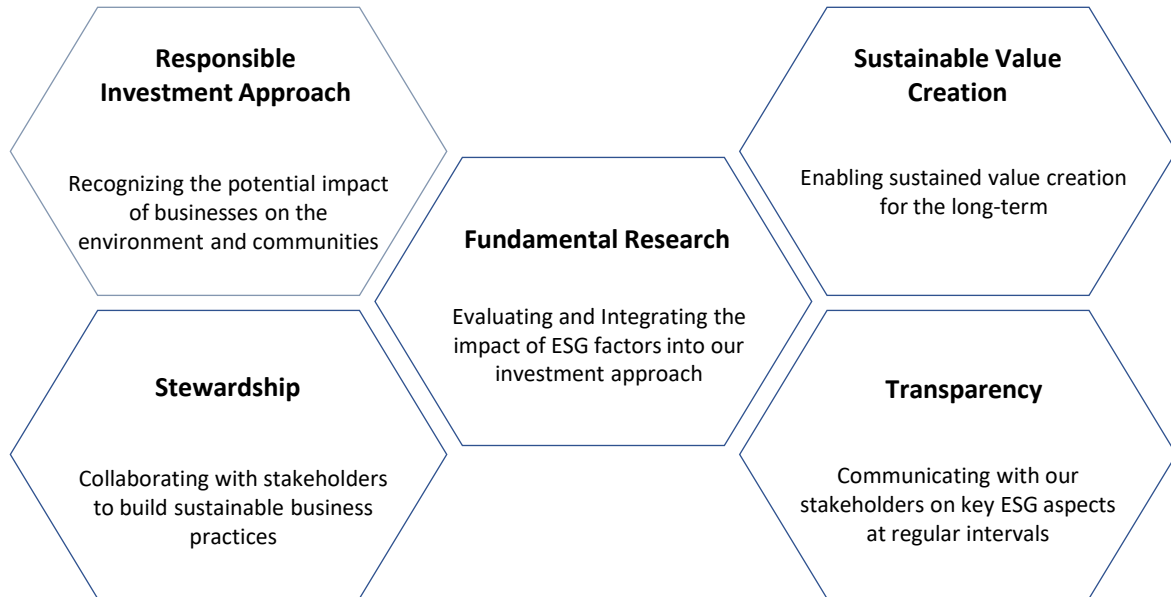 Responsible
Investment Approach
Recognizing the potential impact
of businesses on the
environment and communities
Sustainable Value
Creation
Enabling sustained value creation
for the long-term
Fundamental Research
Evaluating and Integrating the
impact of ESG factors into our
investment approach
Stewardship
Collaborating with stakeholders
to build sustainable business
practices
Transparency
Communicating with our
stakeholders on key ESG aspects
at regular intervals